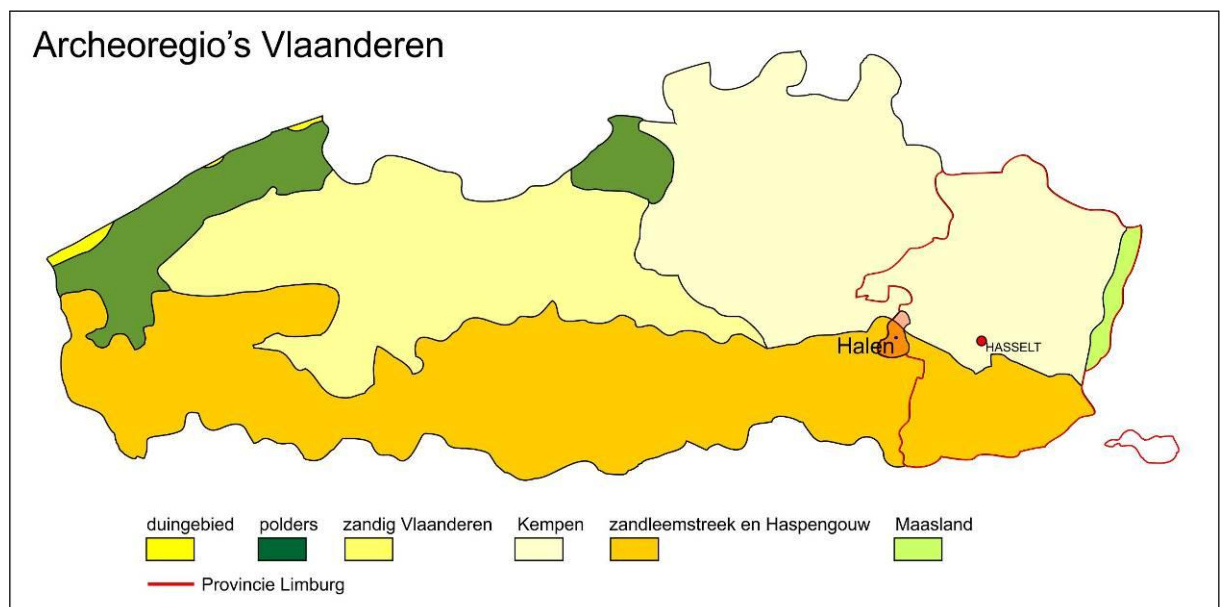 Archeoregio's Vlaanderen
Halen
HASSELT
duingebied polders zandig Vlaanderen Kempen zandleemstreek en Haspengouw Maasland
Provincie Limburg